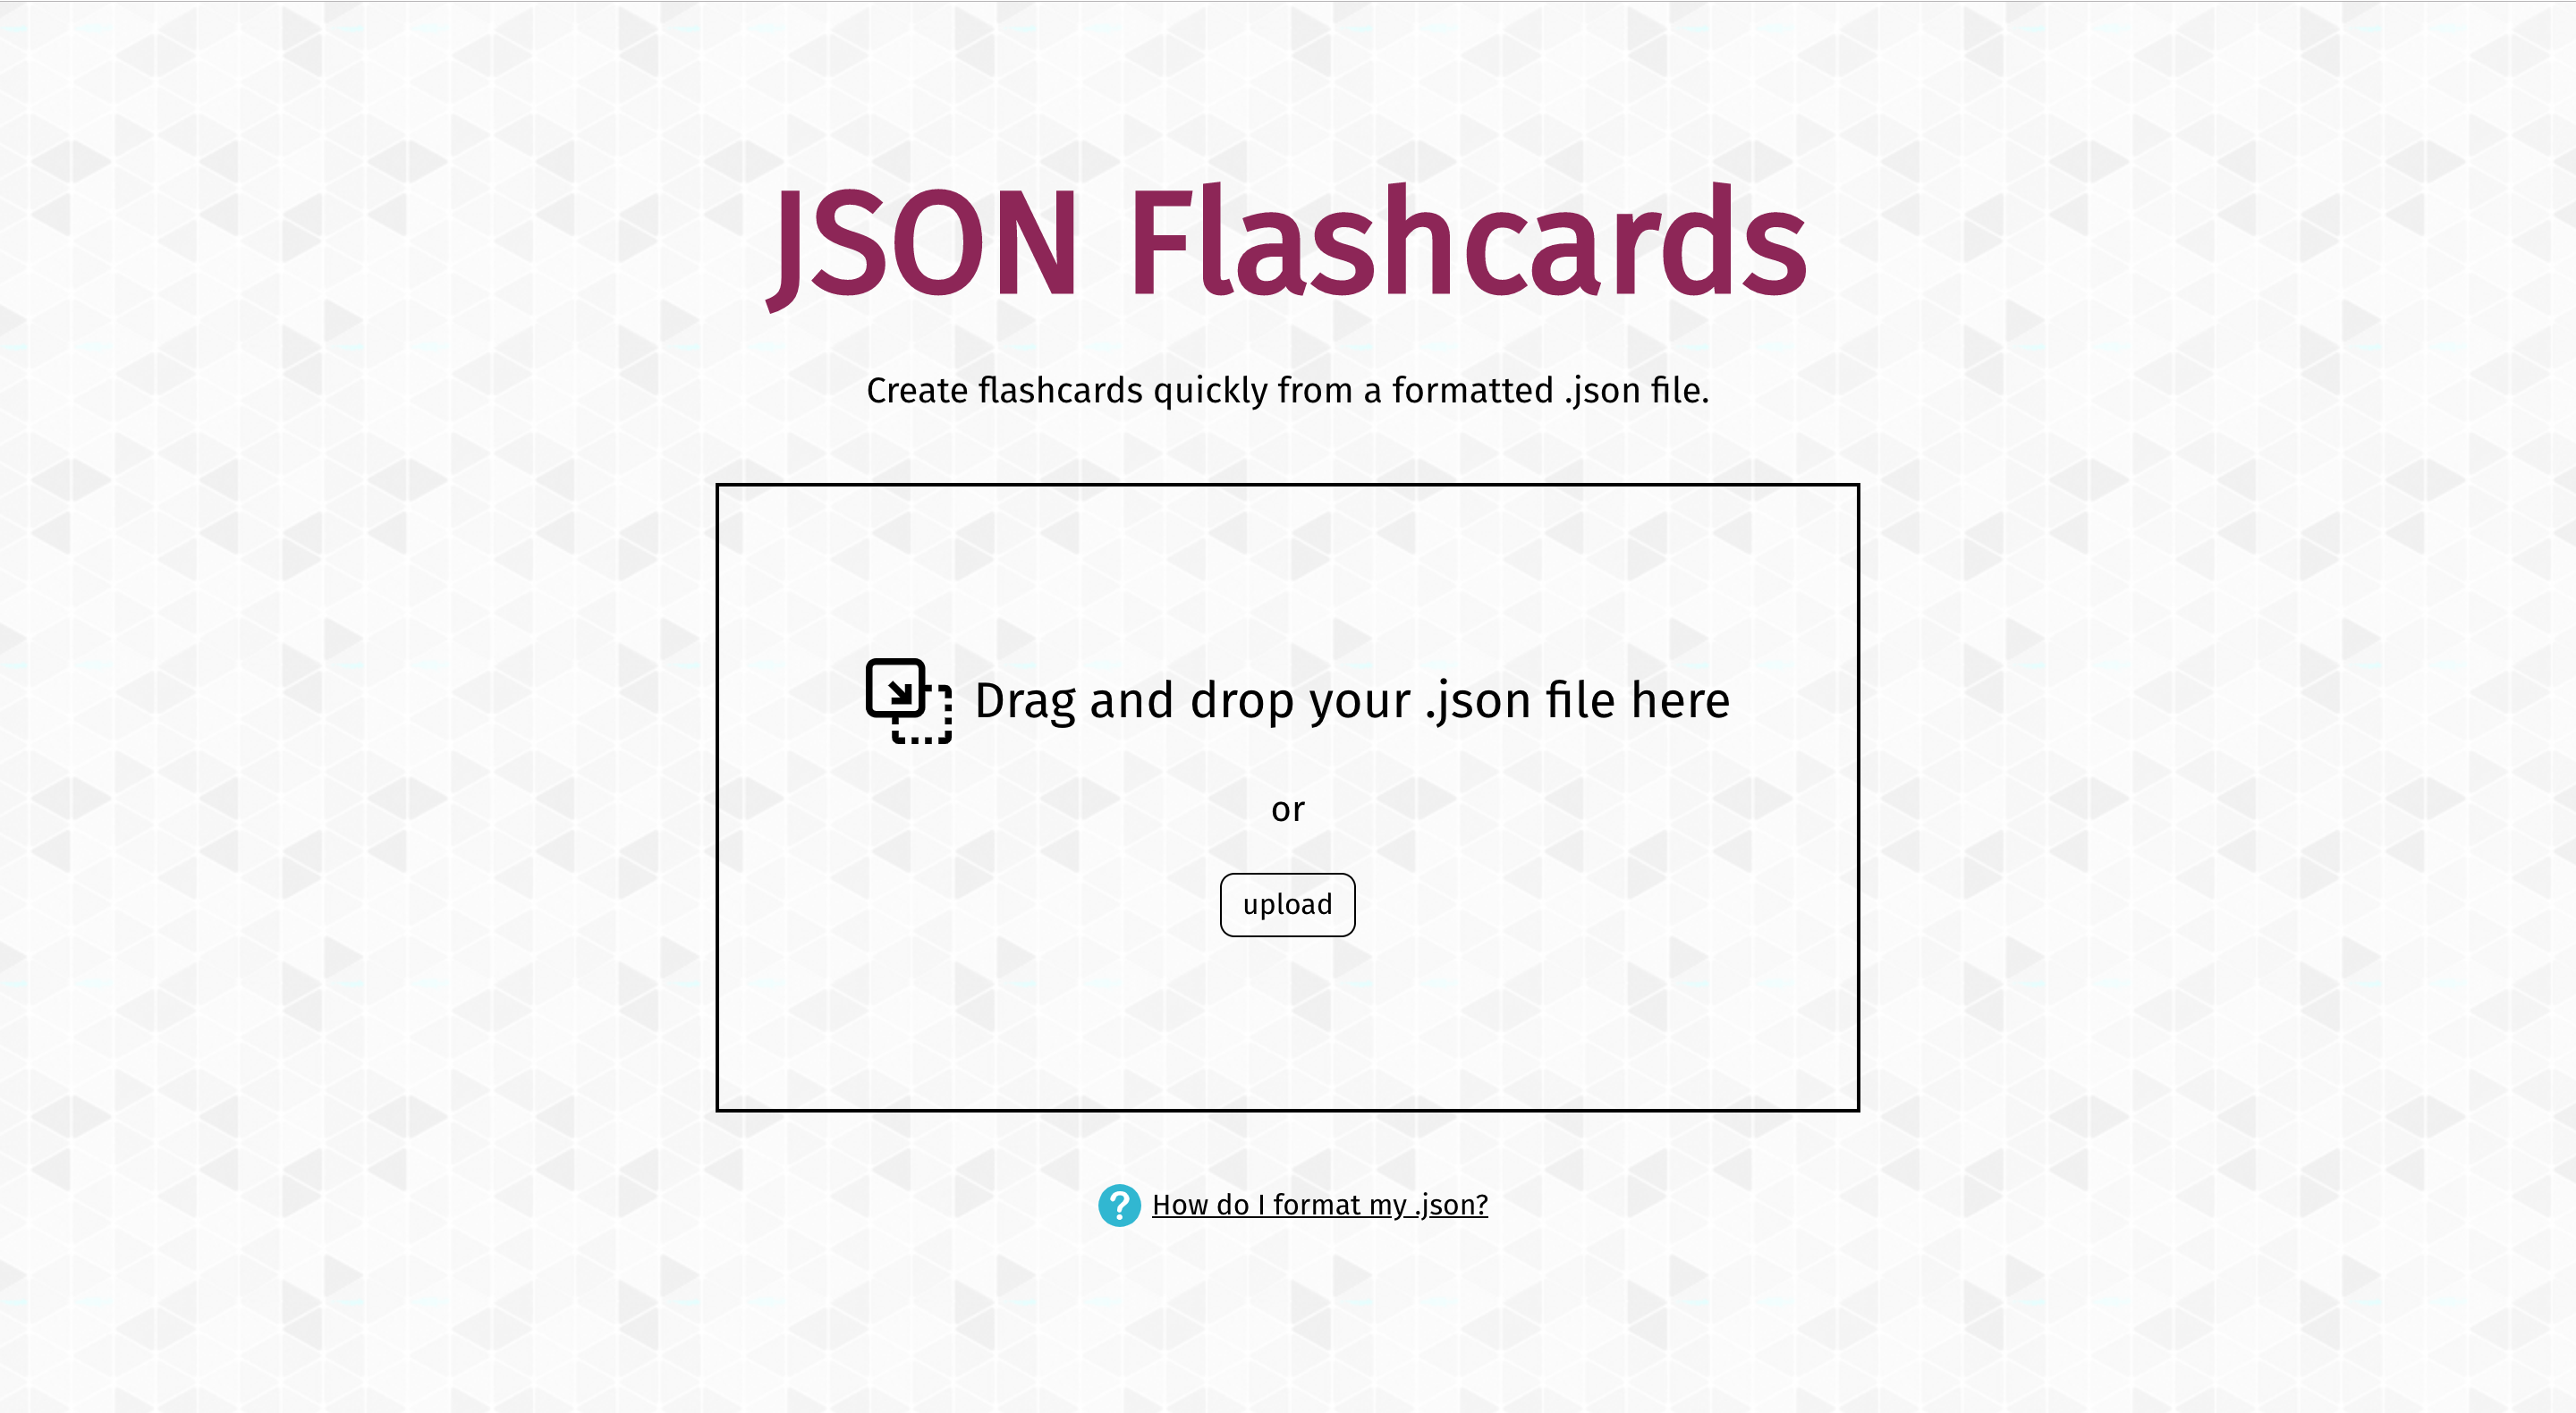 JSON Flashcards
Create flashcards quickly from a formatted .json file.
Drag and drop your .json file here
or
upload
? How do I format my .json?